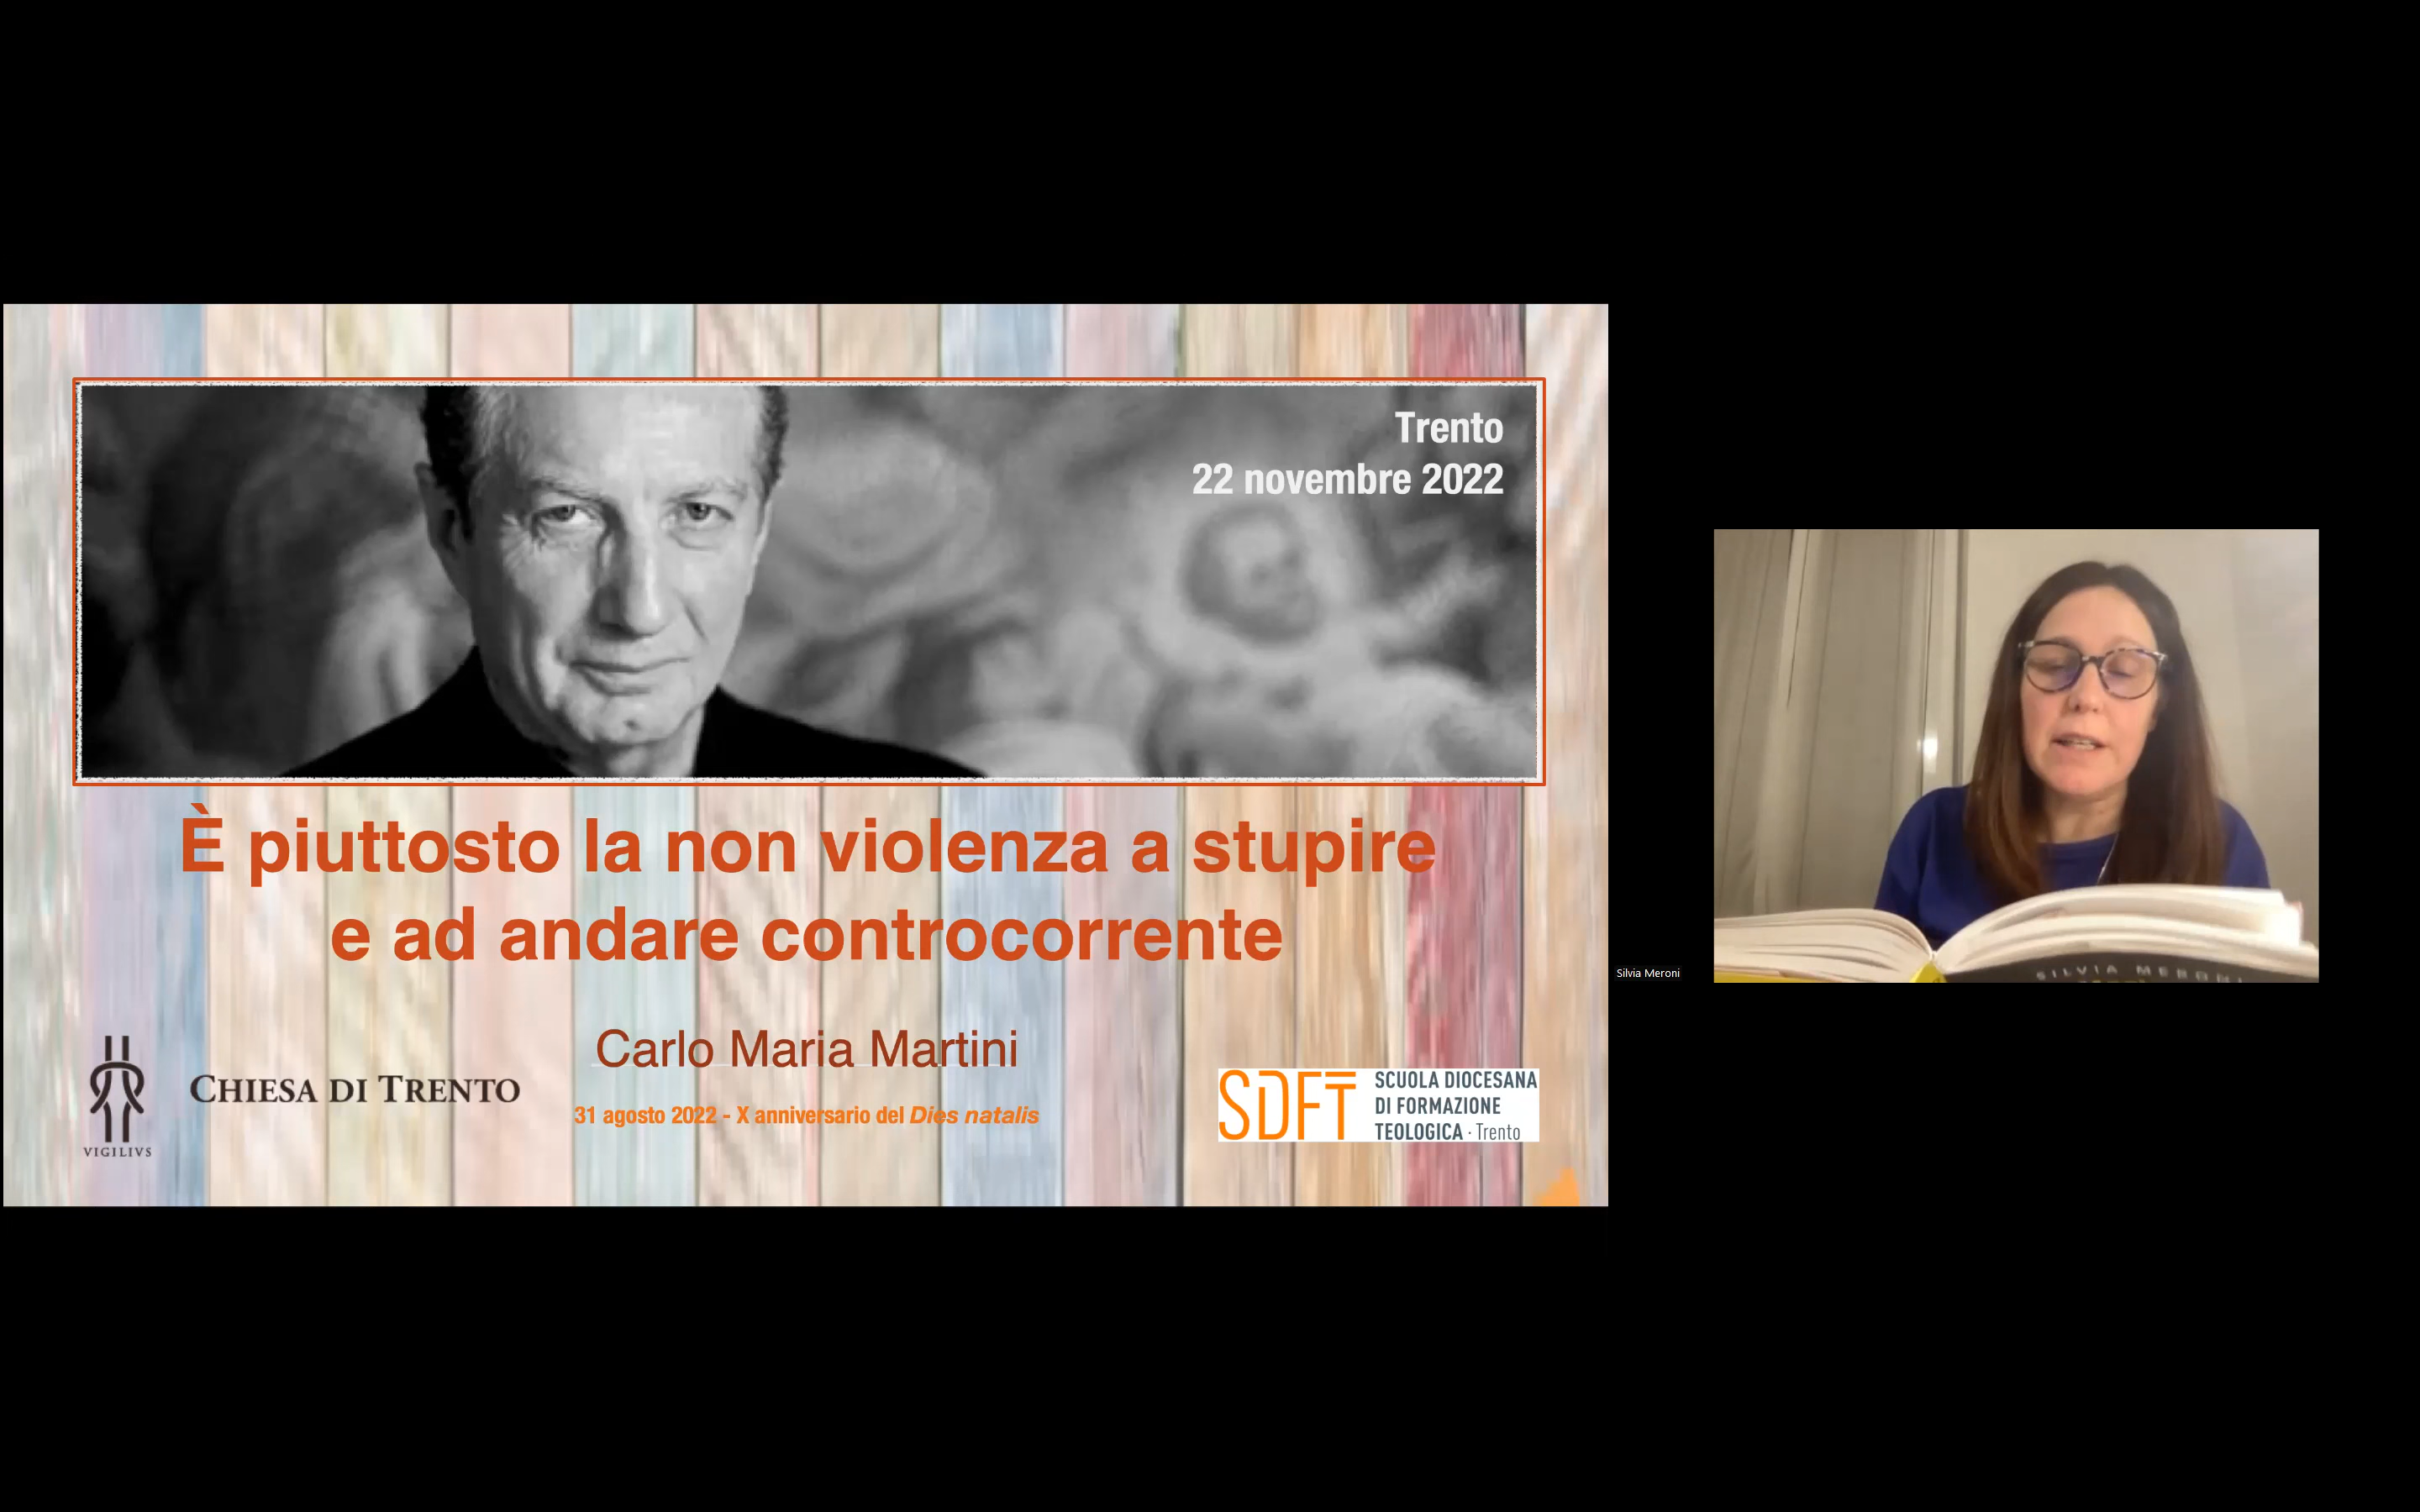 Trento
22 novembre 2022
È piuttosto la non violenza a stupire
e ad andare controcorrente
Carlo Maria Martini
31 agosto 2022 - X anniversario del Dies natalis
VIGILIVS
CHIESA DI TRENTO
SDFT
SCUOLA DIOCESANA
DI FORMAZIONE
TEOLOGICA · Trento
Silvia Meroni
SILVIA MERONI